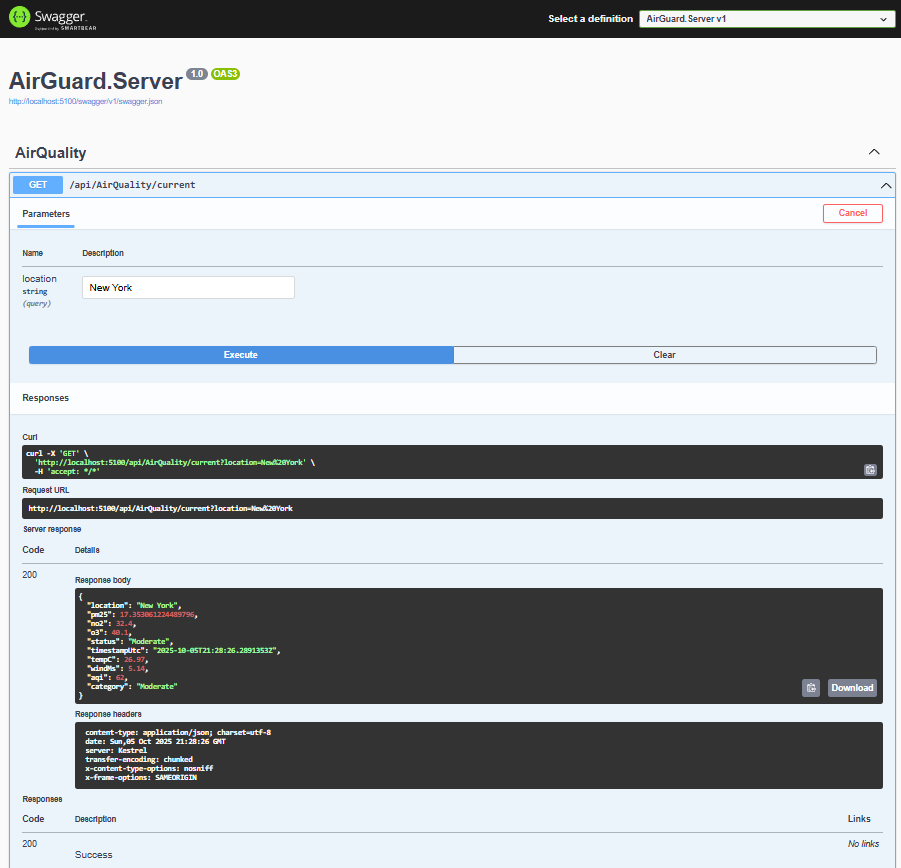 Swagger.
Supported by SMARTBEAR
Select a definition
AirGuard.Server v1
AirGuard.Server 1.0 OAS3
http://localhost:5100/swagger/v1/swagger.json
AirQuality
GET /api/AirQuality/current
Parameters
Cancel
Name Description
location
string
(query)
New York
Execute
Clear
Responses
Curl
curl -X 'GET' \
'http://localhost:5100/api/AirQuality/current?location=New%20York' \
-H 'accept: */*'
Request URL
http://localhost:5100/api/AirQuality/current?location=New%20York
Server response
Code Details
200
Response body
{
"location": "New York",
"pm25": 17.353061224489796,
"no2": 32.4,
"o3": 40.1,
"status": "Moderate",
"timestampUtc": "2025-10-05T21:28:26.2891353Z",
"tempC": 26.97,
"windMs": 5.14,
"aqi": 62,
"category": "Moderate"
}
Download
Response headers
content-type: application/json; charset=utf-8
date: Sun,05 Oct 2025 21:28:26 GMT
server: Kestrel
transfer-encoding: chunked
x-content-type-options: nosniff
x-frame-options: SAMEORIGIN
Responses
Code Description Links
200
Success
No links